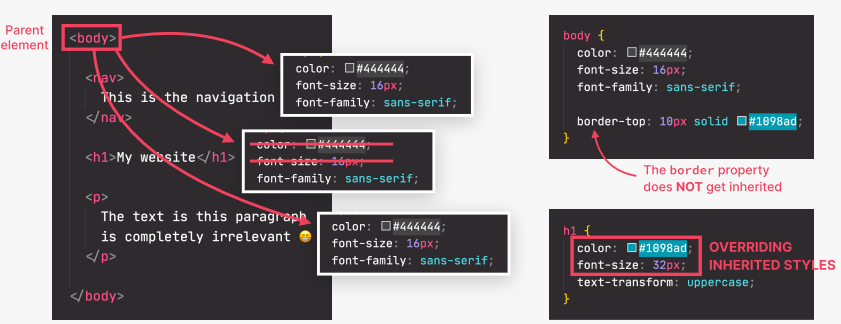 Parent
element
<body>
<nav>
This is the navigation
</nav>
<h1>My website</h1>
<p>
The text is this paragraph
is completely irrelevant 😁
</p>
</body>
color: #444444;
font-size: 16px;
font-family: sans-serif;
color: #444444;
font-size: 16px;
font-family: sans-serif;
color: #444444;
font-size: 16px;
font-family: sans-serif;
body {
color: #444444;
font-size: 16px;
font-family: sans-serif;
border-top: 10px solid #1098ad;
}
The border property
does NOT get inherited
h1 {
color: #1098ad;
font-size: 32px;
text-transform: uppercase;
}
OVERRIDING
INHERITED STYLES